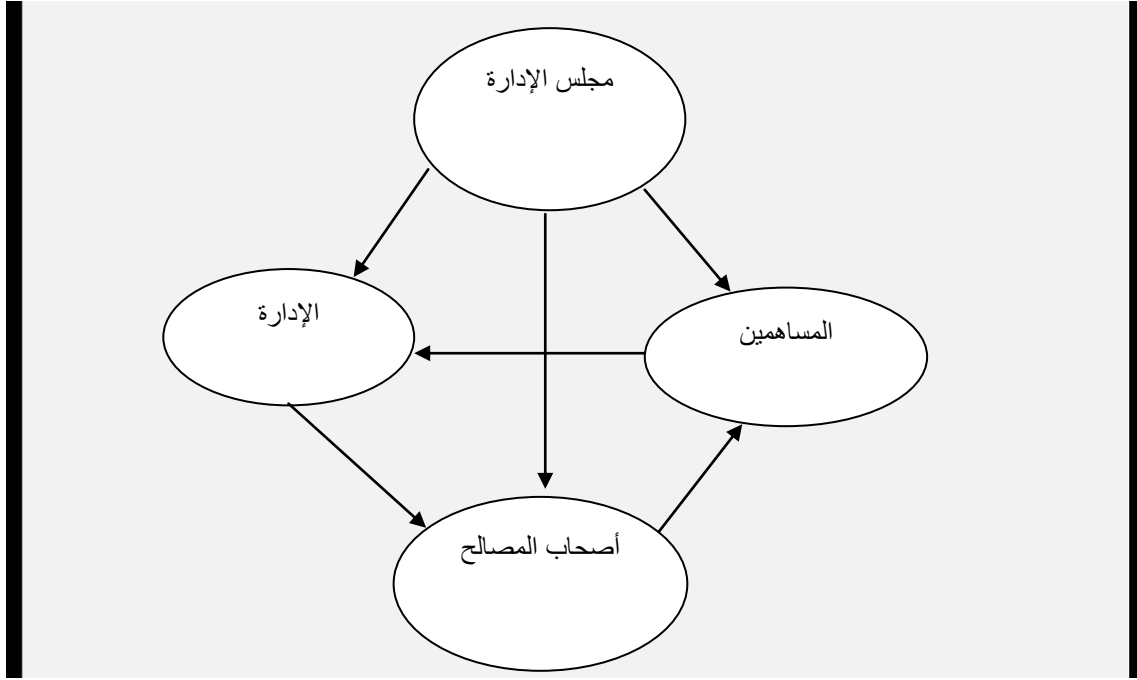 مجلس الإدارة
الإدارة
المساهمين
أصحاب المصالح